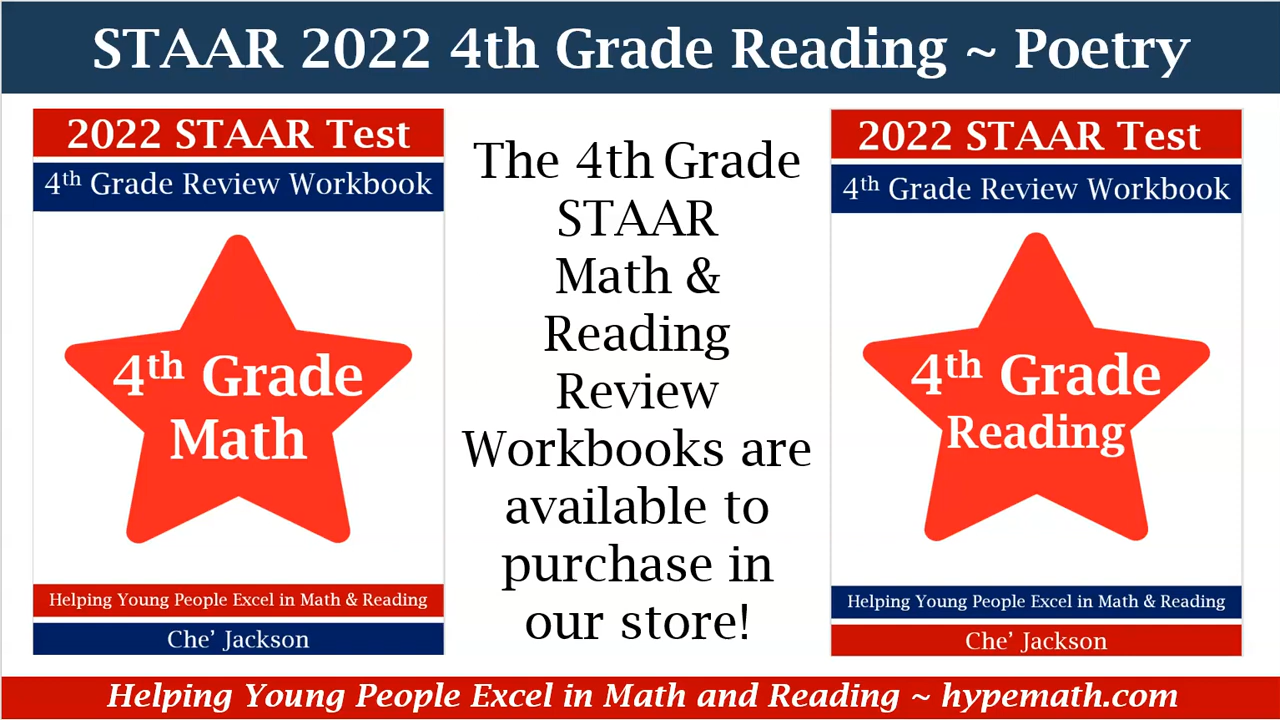 STAAR 2022 4th Grade Reading ~ Poetry
2022 STAAR Test
4th Grade Review Workbook
4th Grade
Math
Helping Young People Excel in Math & Reading
Che’ Jackson
The 4th Grade
STAAR
Math &
Reading
Review
Workbooks are
available to
purchase in
our store!
2022 STAAR Test
4th Grade Review Workbook
4th Grade
Reading
Helping Young People Excel in Math & Reading
Che’ Jackson
Helping Young People Excel in Math and Reading ~ hypemath.com